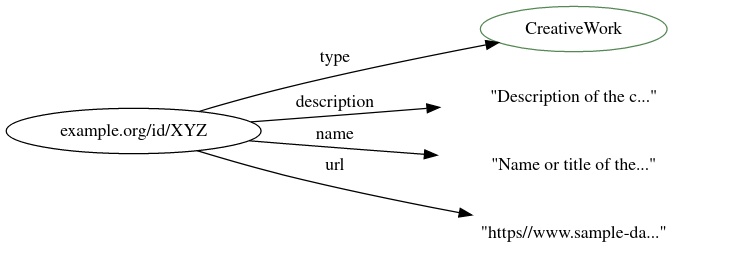 CreativeWork
type
description
"Description of the c..."
example.org/id/XYZ
name
"Name or title of the..."
url
"https//www.sample-da..."